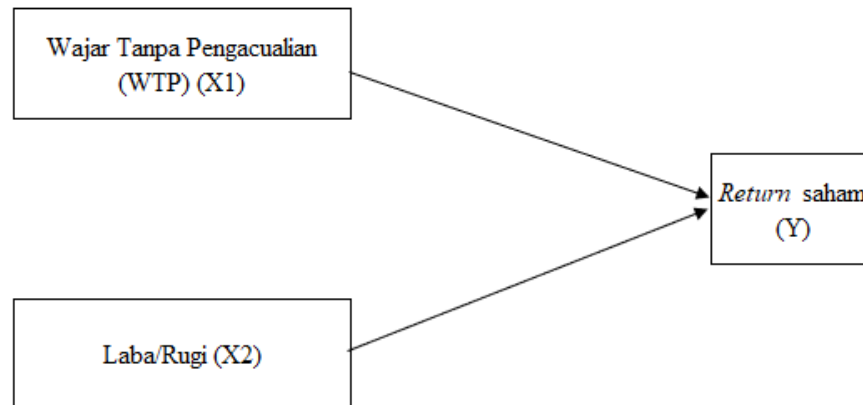 Wajar Tanpa Pengacualian
(WTP) (X1)
Return saham
(Y)
Laba/Rugi (X2)